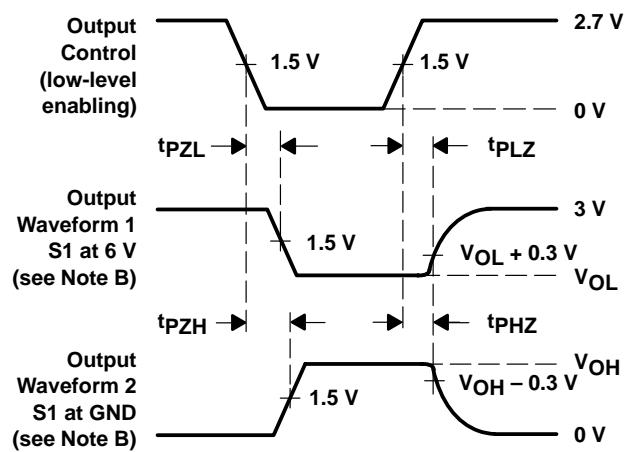 Output
Control
(low-level
enabling)
1.5 V
1.5 V
2.7 V
0 V
tPZL
tPLZ
Output
Waveform 1
S1 at 6 V
(see Note B)
1.5 V
3 V
VOL + 0.3 V
VOL
tPZH
tPHZ
Output
Waveform 2
S1 at GND
(see Note B)
1.5 V
VOH
VOH – 0.3 V
0 V